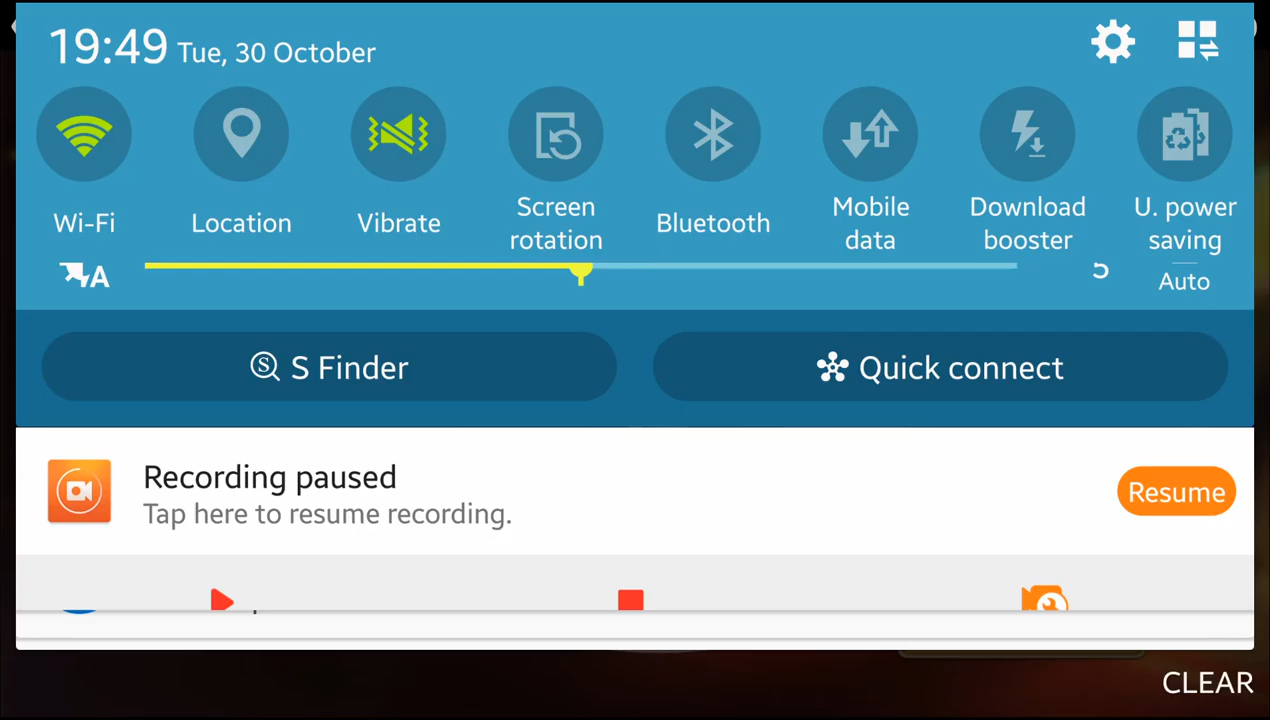 19:49 Tue, 30 October
Wi-Fi
Location
Vibrate
Screen
rotation
Bluetooth
Mobile
data
Download
booster
U. power
saving
A
Auto
S Finder
Quick connect
Recording paused
Tap here to resume recording.
Resume
CLEAR